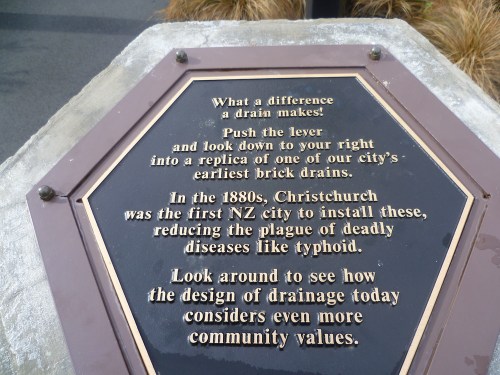 What a difference
a drain makes!
Push the lever
and look down to your right
into a replica of one of our city's
earliest brick drains.
In the 1880s, Christchurch
was the first NZ city to install these,
reducing the plague of deadly
diseases like typhoid.
Look around to see how
the design of drainage today
considers even more
community values.